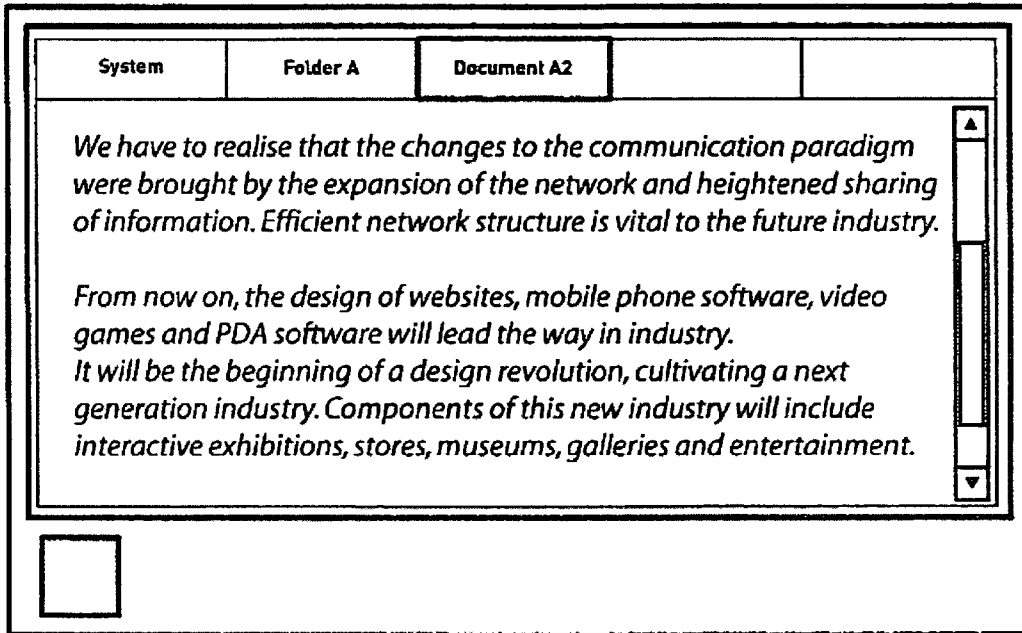 System Folder A Document A2
We have to realise that the changes to the communication paradigm
were brought by the expansion of the network and heightened sharing
of information. Efficient network structure is vital to the future industry.
From now on, the design of websites, mobile phone software, video
games and PDA software will lead the way in industry.
It will be the beginning of a design revolution, cultivating a next
generation industry. Components of this new industry will include
interactive exhibitions, stores, museums, galleries and entertainment.